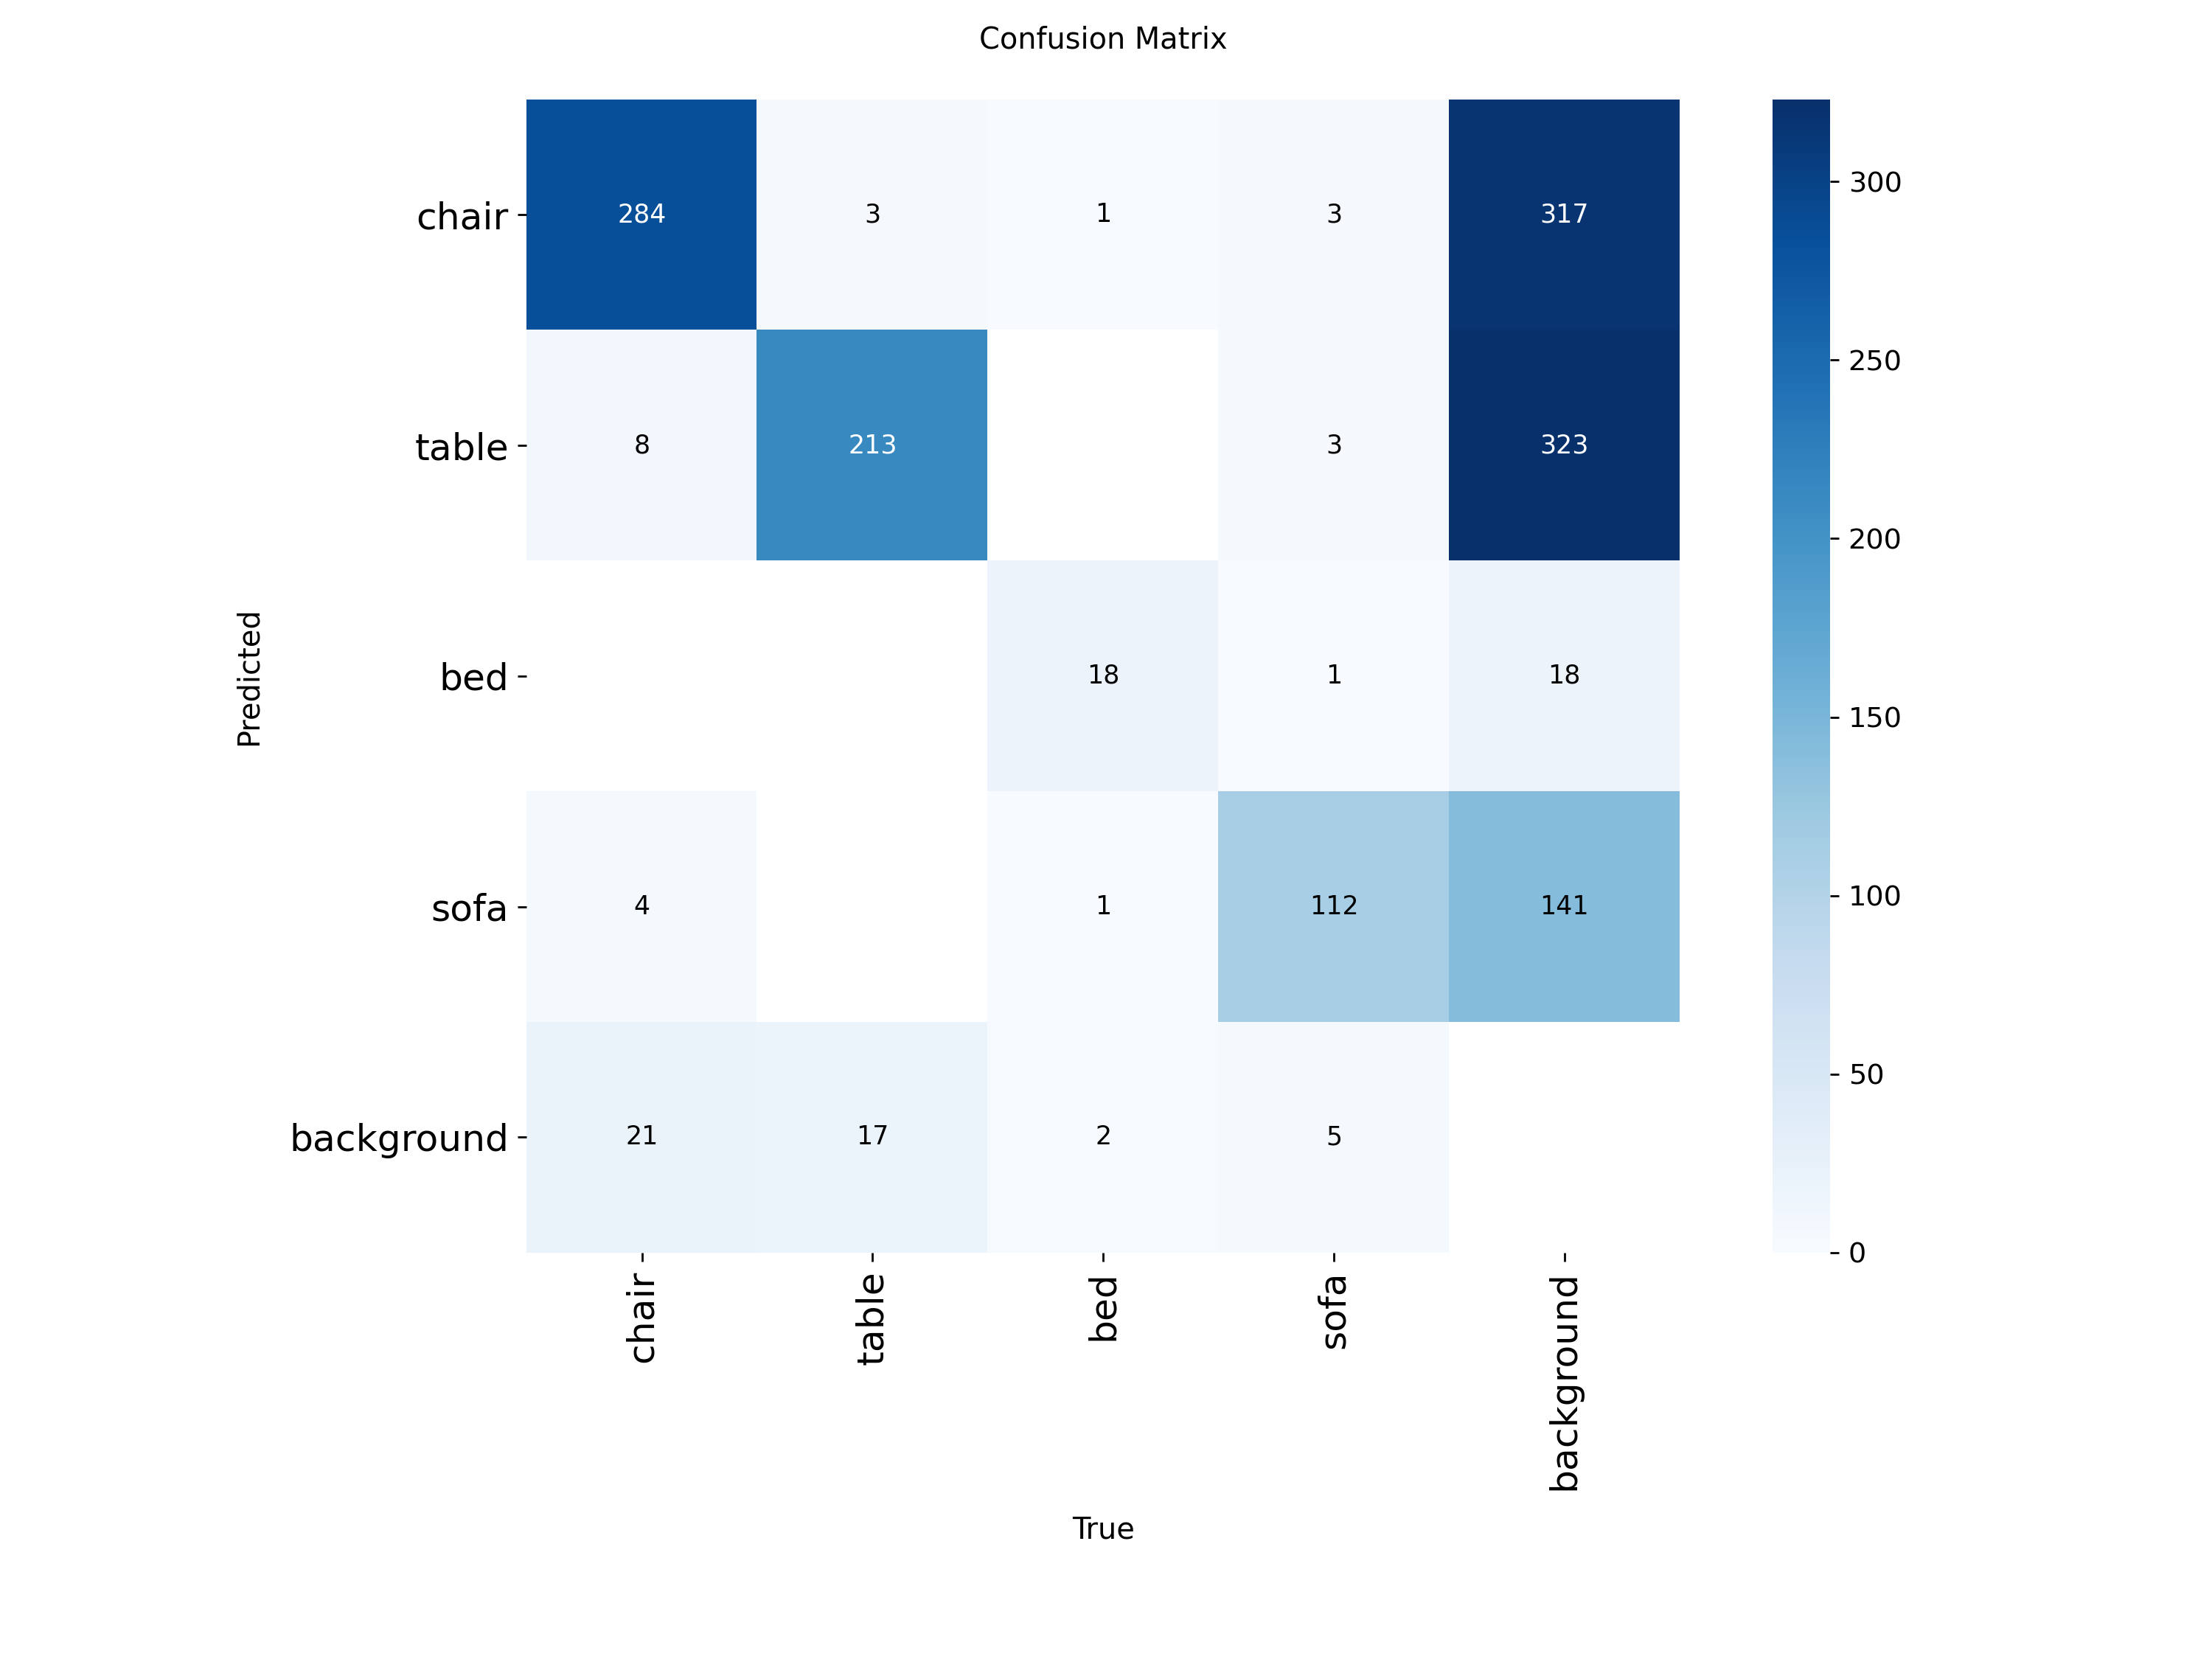 Confusion Matrix
chair 284 3 1 3 317
table 8 213 3 323
bed 18 1 18
sofa 4 1 112 141
background 21 17 2 5
chair table bed sofa background
Predicted
True
300
250
200
150
100
50
0